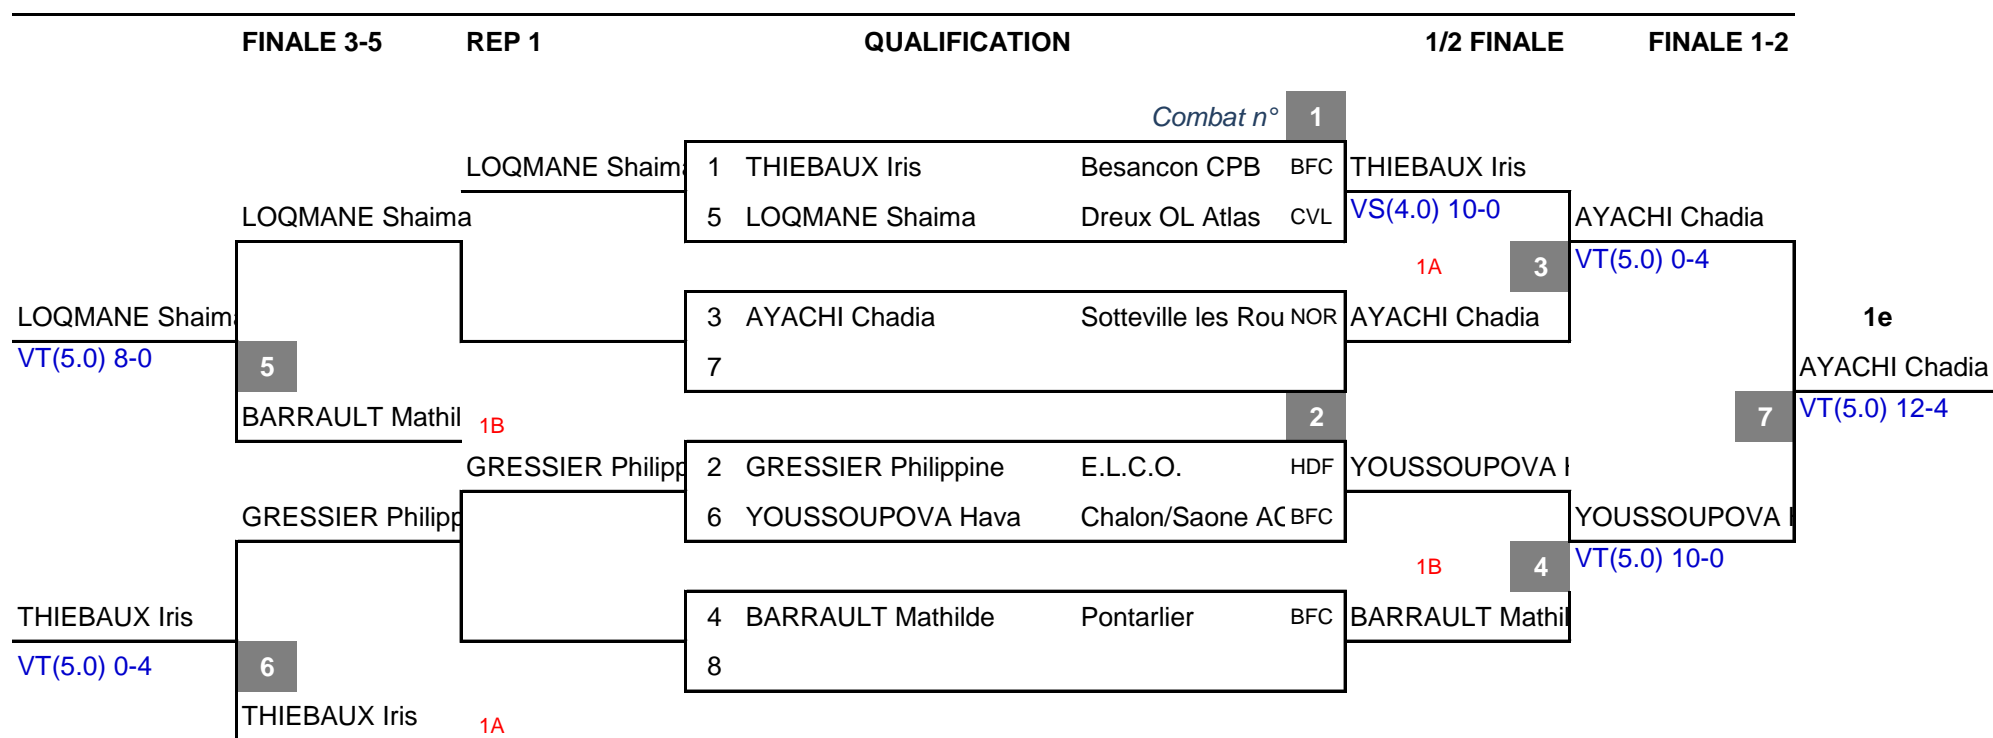 FINALE 3-5 REP 1 QUALIFICATION 1/2 FINALE FINALE 1-2
Combat n° 1
LOQMANE Shaima 1 THIEBAUX Iris Besancon CPB BFC THIEBAUX Iris
LOQMANE Shaima 5 LOQMANE Shaima Dreux OL Atlas CVL VS(4.0) 10-0 AYACHI Chadia
1A 3 VT(5.0) 0-4
LOQMANE Shaima 3 AYACHI Chadia Sotteville les Rou NOR AYACHI Chadia 1e
VT(5.0) 8-0 5 7 AYACHI Chadia
BARRAULT Mathil 1B 2 7 VT(5.0) 12-4
GRESSIER Philipp 2 GRESSIER Philippine E.L.C.O. HDF YOUSSOUPOVA H
GRESSIER Philipp 6 YOUSSOUPOVA Hava Chalon/Saone AC BFC YOUSSOUPOVA H
1B 4 VT(5.0) 10-0
THIEBAUX Iris 4 BARRAULT Mathilde Pontarlier BFC BARRAULT Mathil
VT(5.0) 0-4 6 8
THIEBAUX Iris 1A